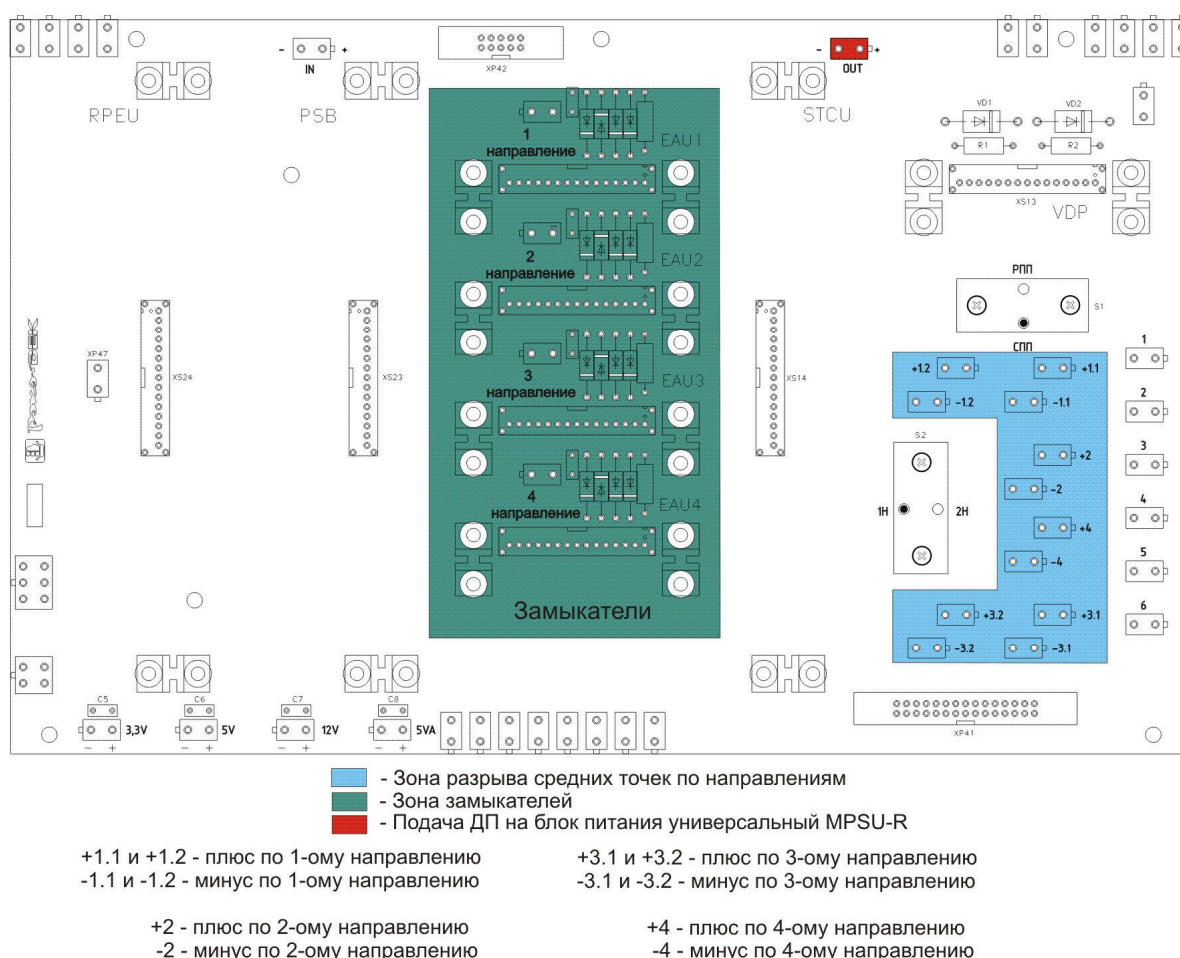 - +
IN
XP42
- +
OUT
RPEU
PSB
STCU
VD1
VD2
R1
R2
XS13
VDP
1
направление
EAU1
2
направление
EAU2
3
направление
EAU3
4
направление
EAU4
Замыкатели
РПП
S1
СПП
XP47
XS24
XS23
XS14
+1.2
+1.1
-1.2
-1.1
S2
+2
-2
1Н
2Н
+4
-4
+3.2
+3.1
-3.2
-3.1
1
2
3
4
5
6
C5
3,3V
- +
C6
5V
- +
C7
12V
- +
C8
5VA
- +
XP41
- Зона разрыва средних точек по направлениям
- Зона замыкателей
- Подача ДП на блок питания универсальный MPSU-R
+1.1 и +1.2 - плюс по 1-ому направлению
-1.1 и -1.2 - минус по 1-ому направлению
+3.1 и +3.2 - плюс по 3-ому направлению
-3.1 и -3.2 - минус по 3-ому направлению
+2 - плюс по 2-ому направлению
-2 - минус по 2-ому направлению
+4 - плюс по 4-ому направлению
-4 - минус по 4-ому направлению